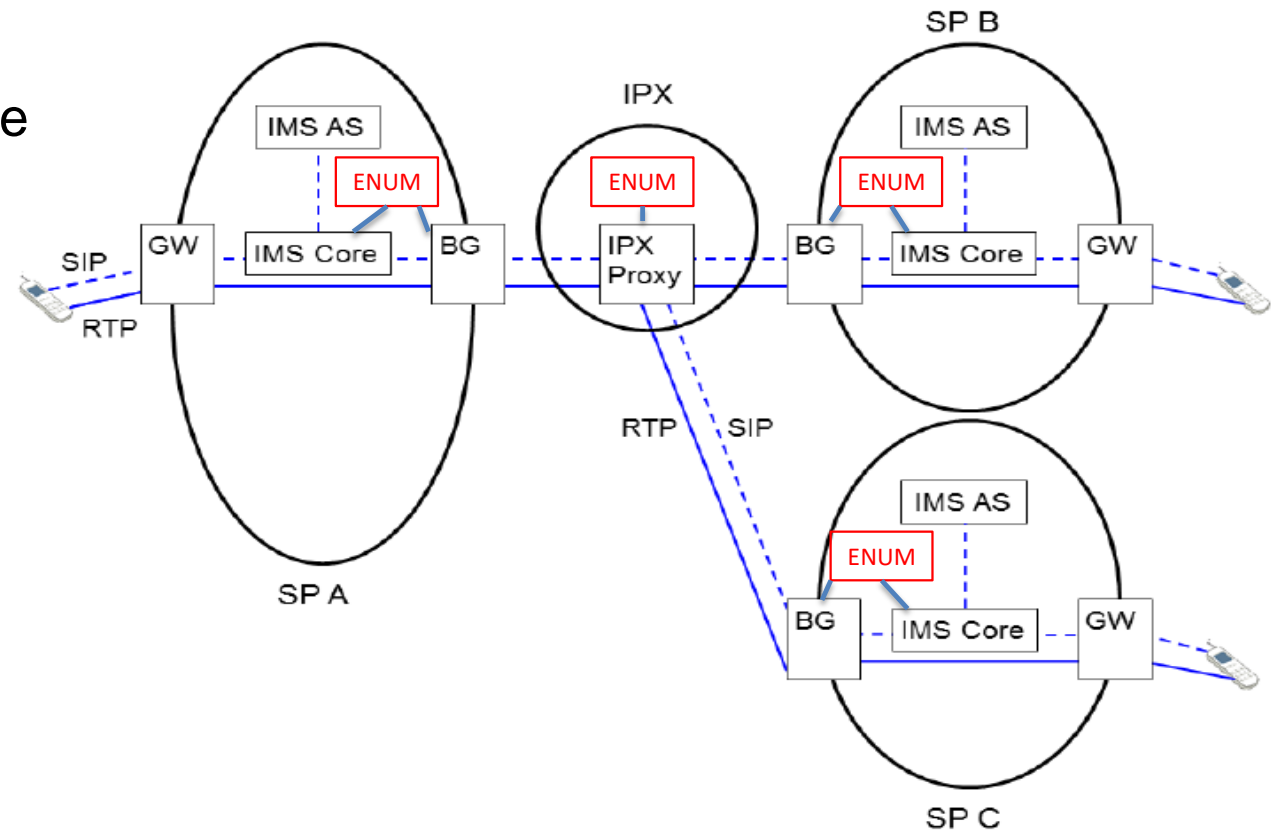 SP B
IPX
e
IMS AS
IMS AS
ENUM
ENUM
ENUM
GW
IMS Core
BG
IPX
Proxy
BG
IMS Core
GW
SIP
RTP
RTP
SIP
IMS AS
ENUM
SP A
BG
IMS Core
GW
SP C